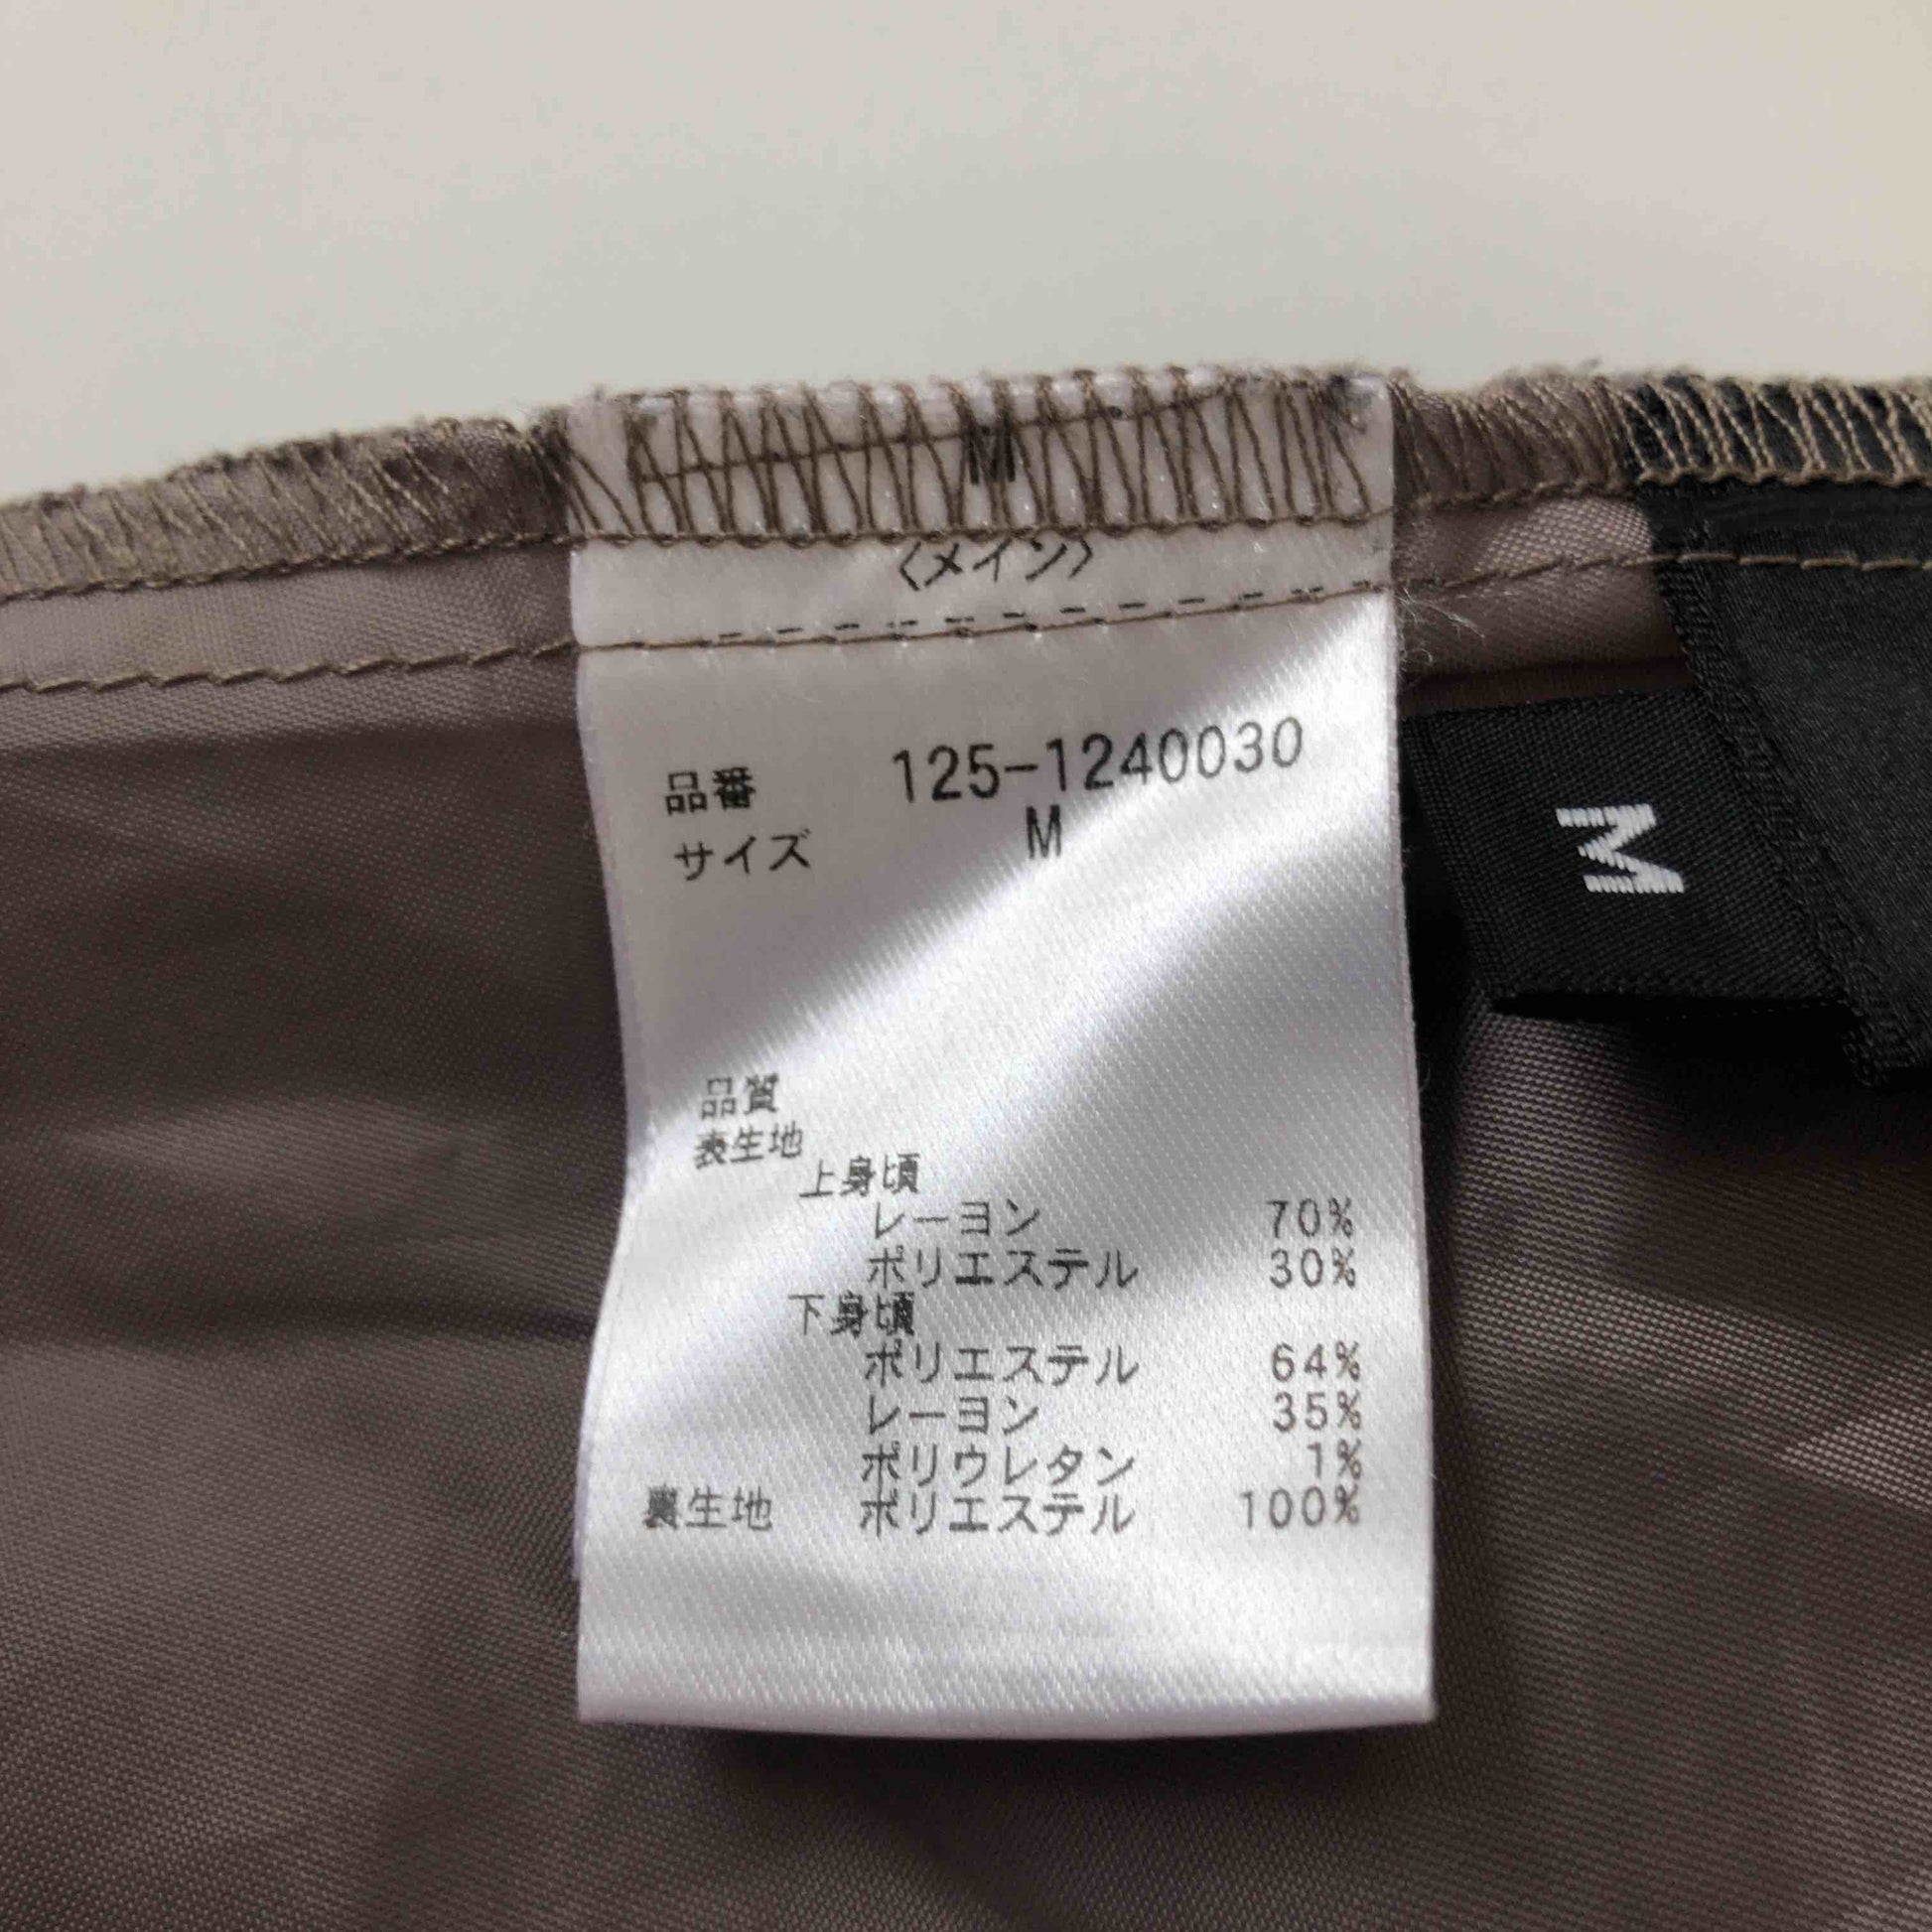 M
〈メイン〉
品番 125-1240030
サイズ M
M
品質
表生地
上身頃
レーヨン 70%
ポリエステル 30%
下身頃
ポリエステル 64%
レーヨン 35%
ポリウレタン 1%
裏生地 ポリエステル 100%